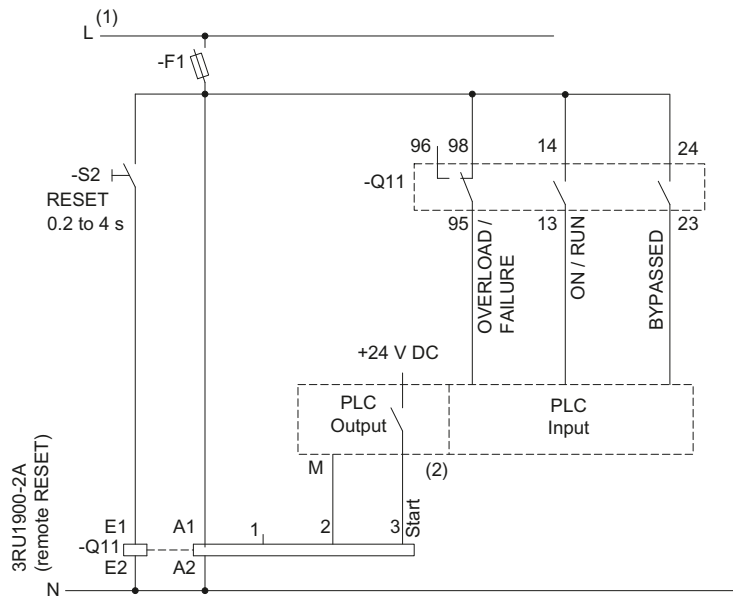 (1)
L
-F1
96 98 14 24
-S2
-Q11
RESET
0.2 to 4 s
95 13 23
OVERLOAD /
FAILURE
ON / RUN
BYPASSED
+24 V DC
PLC
Output
PLC
Input
M
(2)
3RU1900-2A
(remote RESET)
E1 A1 1 2 3
Start
-Q11
E2 A2
N